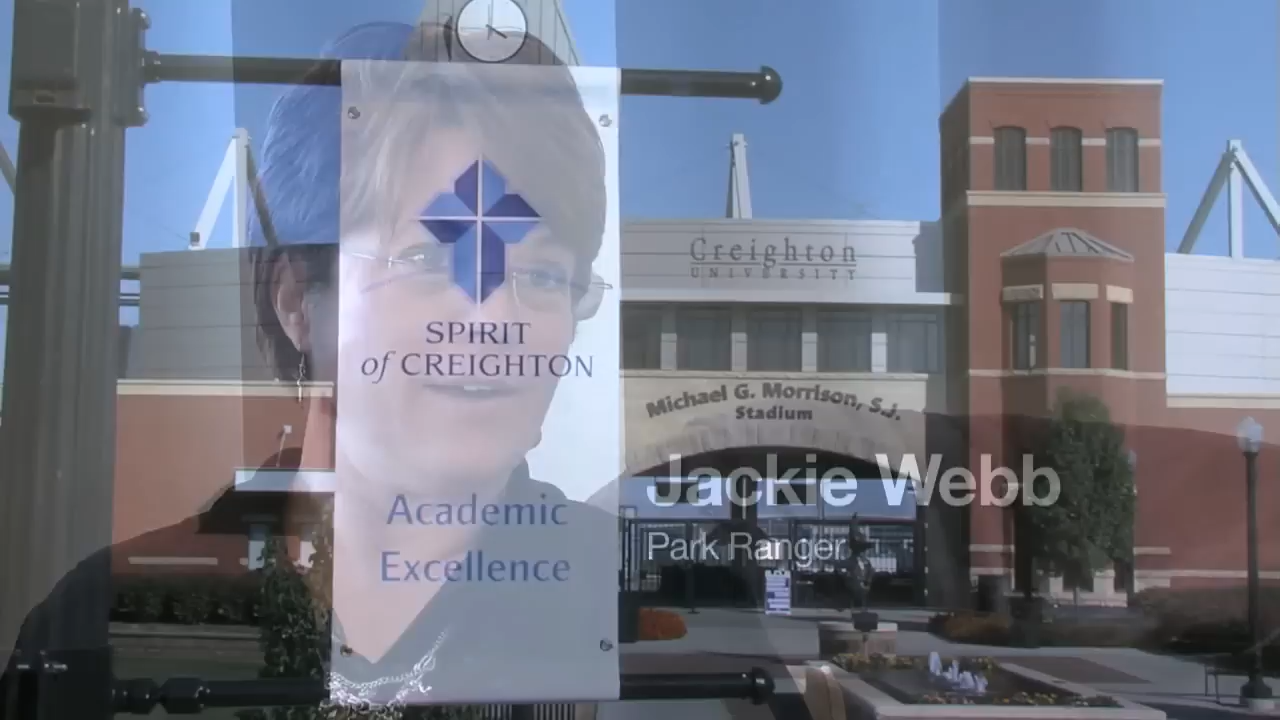 SPIRIT
of CREIGHTON
Academic
Excellence
Creighton
UNIVERSITY
Michael G. Morrison, S.J.
Stadium
Jackie Webb
Park Ranger